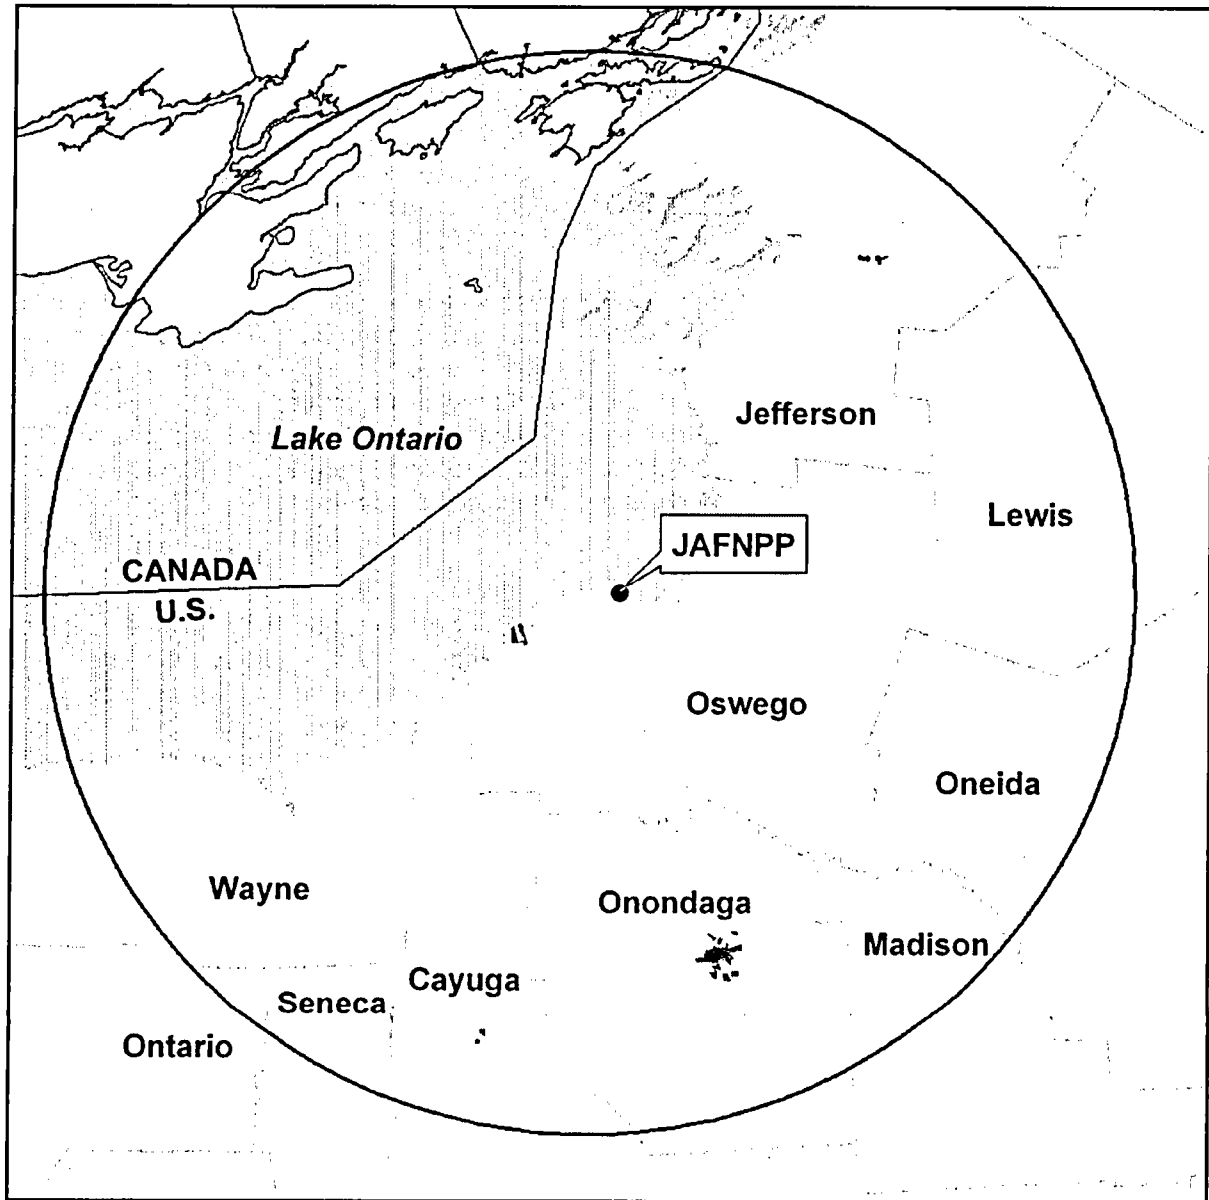 Jefferson
Lake Ontario
Lewis
JAFNPP
CANADA
U.S.
Oswego
Oneida
Wayne
Onondaga
Madison
Cayuga
Seneca
Ontario